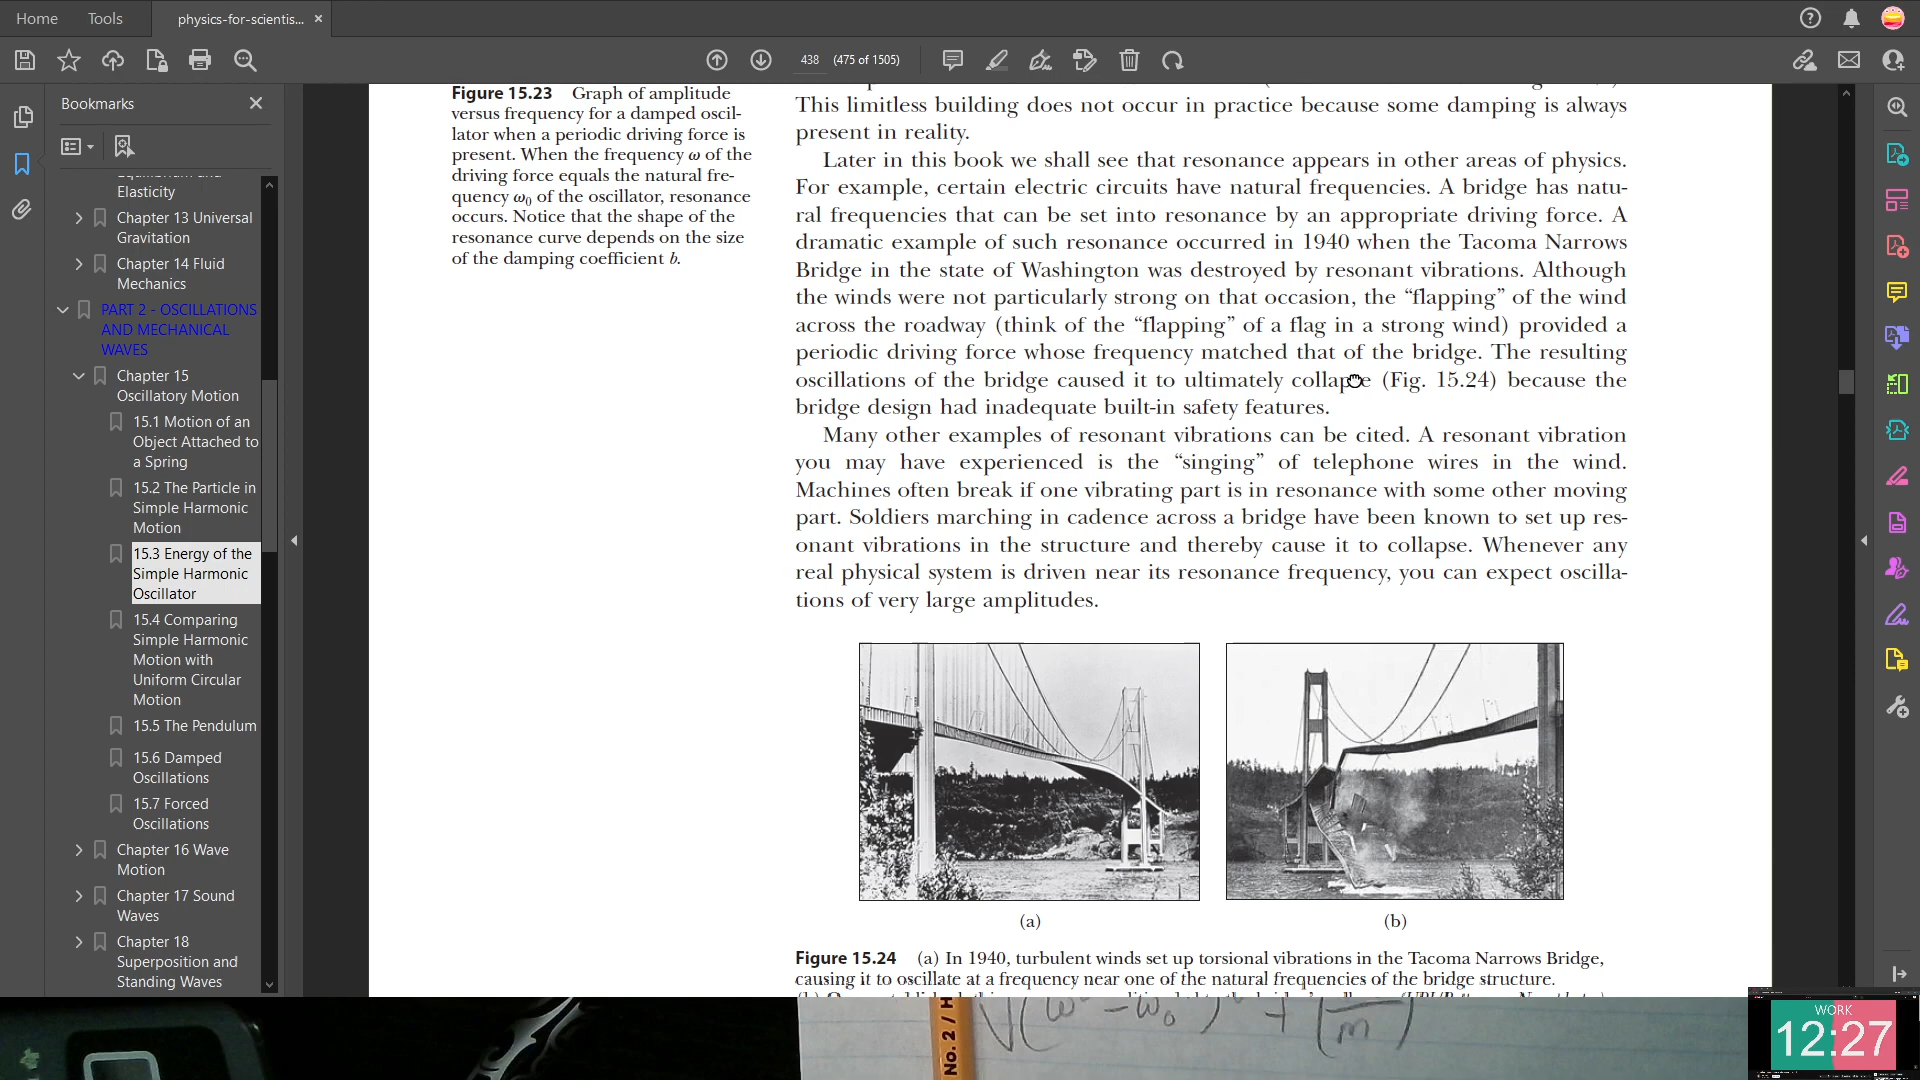 Home
Tools
physics-for-scientis...
438
(475 of 1505)
Bookmarks
Elasticity
Chapter 13 Universal
Gravitation
Chapter 14 Fluid
Mechanics
PART 2 - OSCILLATIONS
AND MECHANICAL
WAVES
Chapter 15
Oscillatory Motion
15.1 Motion of an
Object Attached to
a Spring
15.2 The Particle in
Simple Harmonic
Motion
15.3 Energy of the
Simple Harmonic
Oscillator
15.4 Comparing
Simple Harmonic
Motion with
Uniform Circular
Motion
15.5 The Pendulum
15.6 Damped
Oscillations
15.7 Forced
Oscillations
Chapter 16 Wave
Motion
Chapter 17 Sound
Waves
Chapter 18
Superposition and
Standing Waves
Figure 15.23 Graph of amplitude
versus frequency for a damped oscil-
lator when a periodic driving force is
present. When the frequency ω of the
driving force equals the natural fre-
quency ω₀ of the oscillator, resonance
occurs. Notice that the shape of the
resonance curve depends on the size
of the damping coefficient b.
This limitless building does not occur in practice because some damping is always
present in reality.
Later in this book we shall see that resonance appears in other areas of physics.
For example, certain electric circuits have natural frequencies. A bridge has natu-
ral frequencies that can be set into resonance by an appropriate driving force. A
dramatic example of such resonance occurred in 1940 when the Tacoma Narrows
Bridge in the state of Washington was destroyed by resonant vibrations. Although
the winds were not particularly strong on that occasion, the “flapping” of the wind
across the roadway (think of the “flapping” of a flag in a strong wind) provided a
periodic driving force whose frequency matched that of the bridge. The resulting
oscillations of the bridge caused it to ultimately collapse (Fig. 15.24) because the
bridge design had inadequate built-in safety features.
Many other examples of resonant vibrations can be cited. A resonant vibration
you may have experienced is the “singing” of telephone wires in the wind.
Machines often break if one vibrating part is in resonance with some other moving
part. Soldiers marching in cadence across a bridge have been known to set up res-
onant vibrations in the structure and thereby cause it to collapse. Whenever any
real physical system is driven near its resonance frequency, you can expect oscilla-
tions of very large amplitudes.
(a)
(b)
Figure 15.24 (a) In 1940, turbulent winds set up torsional vibrations in the Tacoma Narrows Bridge,
causing it to oscillate at a frequency near one of the natural frequencies of the bridge structure.
No. 2 / H
WORK
12:27